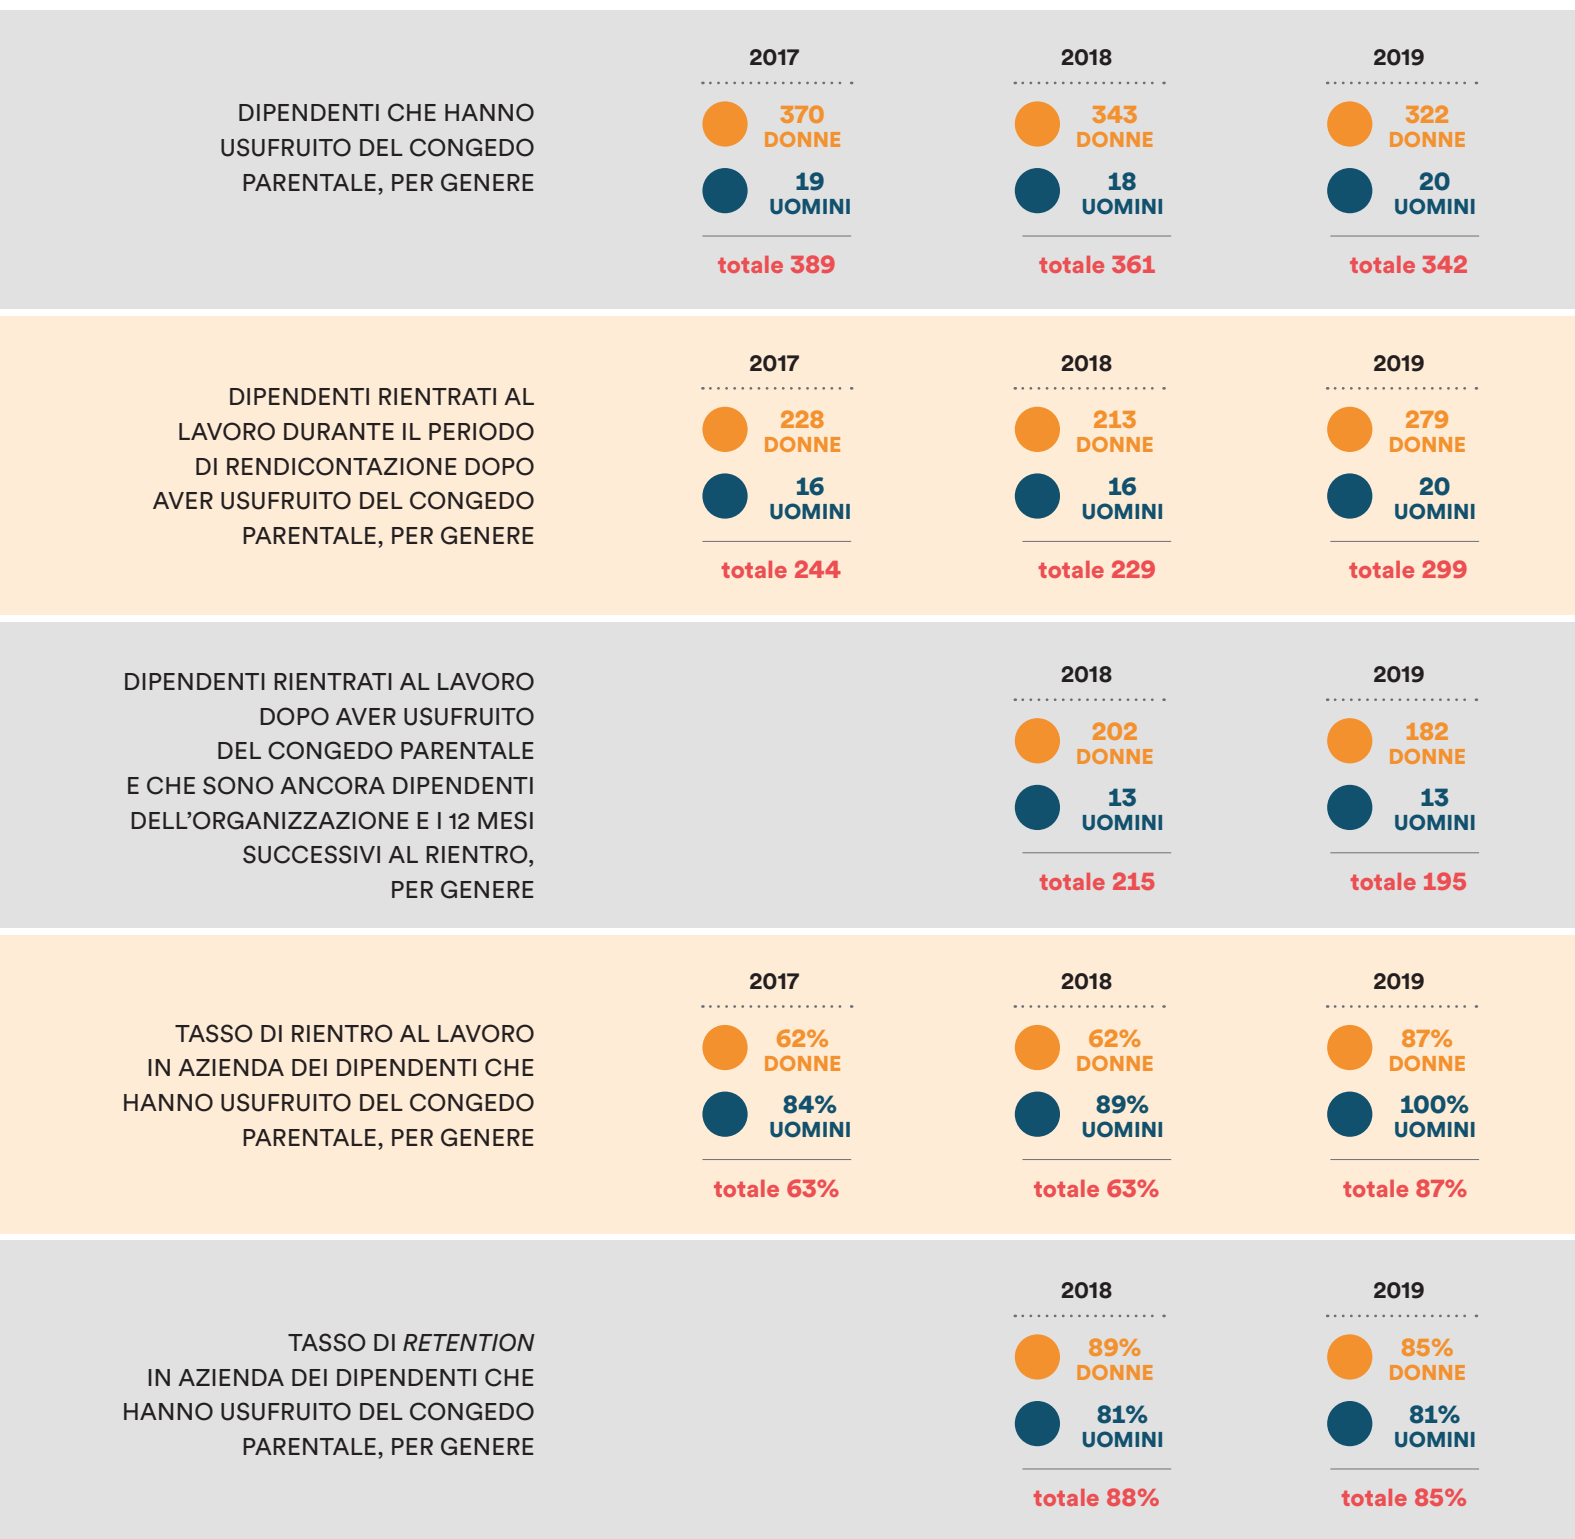 DIPENDENTI CHE HANNO
USUFRUITO DEL CONGEDO
PARENTALE, PER GENERE
2017
370
DONNE
19
UOMINI
totale 389
2018
343
DONNE
18
UOMINI
totale 361
2019
322
DONNE
20
UOMINI
totale 342
DIPENDENTI RIENTRATI AL
LAVORO DURANTE IL PERIODO
DI RENDICONTAZIONE DOPO
AVER USUFRUITO DEL CONGEDO
PARENTALE, PER GENERE
2017
228
DONNE
16
UOMINI
totale 244
2018
213
DONNE
16
UOMINI
totale 229
2019
279
DONNE
20
UOMINI
totale 299
DIPENDENTI RIENTRATI AL LAVORO
DOPO AVER USUFRUITO
DEL CONGEDO PARENTALE
E CHE SONO ANCORA DIPENDENTI
DELL'ORGANIZZAZIONE E I 12 MESI
SUCCESSIVI AL RIENTRO,
PER GENERE
2018
202
DONNE
13
UOMINI
totale 215
2019
182
DONNE
13
UOMINI
totale 195
TASSO DI RIENTRO AL LAVORO
IN AZIENDA DEI DIPENDENTI CHE
HANNO USUFRUITO DEL CONGEDO
PARENTALE, PER GENERE
2017
62%
DONNE
84%
UOMINI
totale 63%
2018
62%
DONNE
89%
UOMINI
totale 63%
2019
87%
DONNE
100%
UOMINI
totale 87%
TASSO DI RETENTION
IN AZIENDA DEI DIPENDENTI CHE
HANNO USUFRUITO DEL CONGEDO
PARENTALE, PER GENERE
2018
89%
DONNE
81%
UOMINI
totale 88%
2019
85%
DONNE
81%
UOMINI
totale 85%